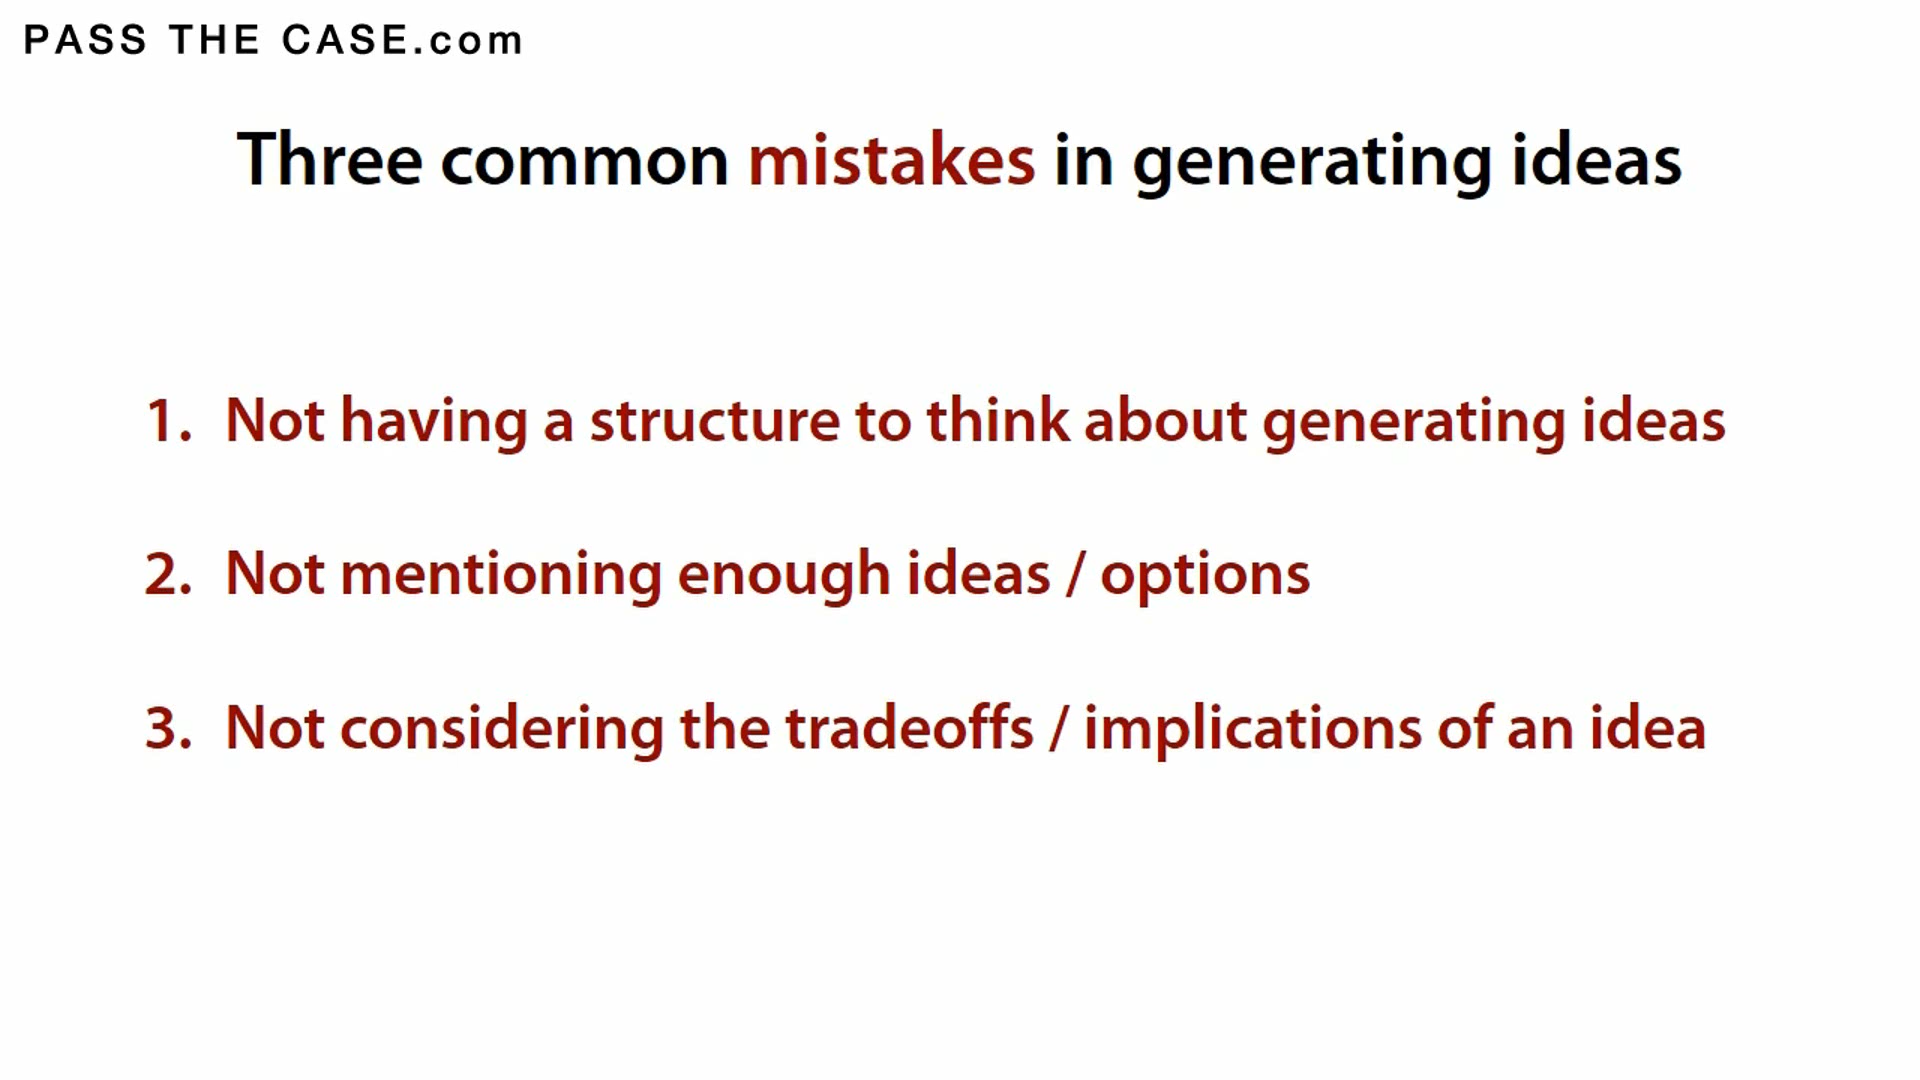 PASS THE CASE.com
Three common mistakes in generating ideas
1. Not having a structure to think about generating ideas
2. Not mentioning enough ideas / options
3. Not considering the tradeoffs / implications of an idea